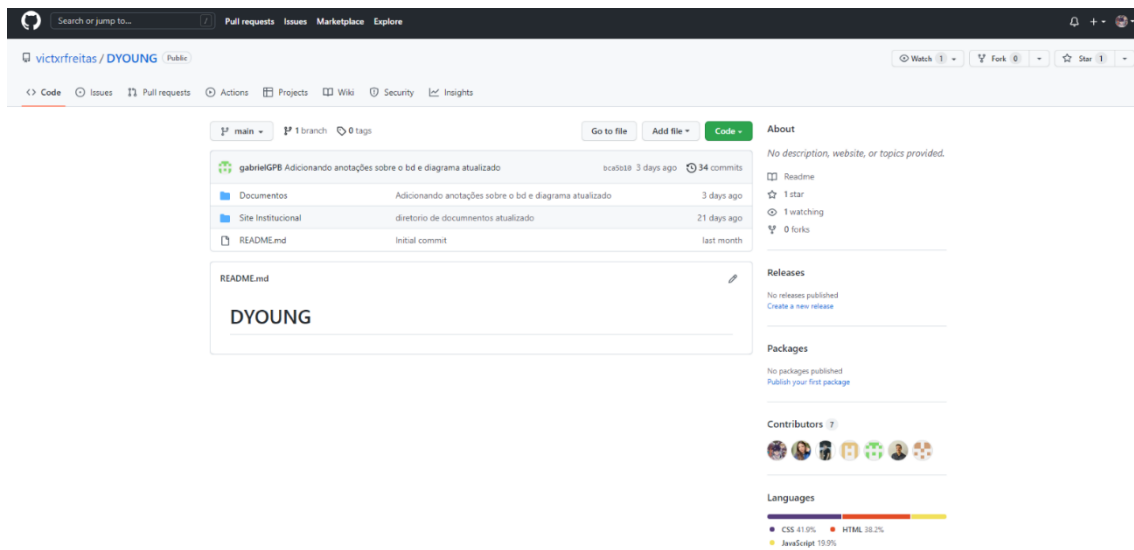 Search or jump to... / Pull requests Issues Marketplace Explore
victxrfreitas / DYOUNG Public Watch 1 Fork 0 Star 1
<> Code Issues Pull requests Actions Projects Wiki Security Insights
main 1 branch 0 tags Go to file Add file Code
About
No description, website, or topics provided.
Readme
1 star
1 watching
0 forks
gabrielGPB Adicionando anotações sobre o bd e diagrama atualizado bca5b10 3 days ago 34 commits
Documentos Adicionando anotações sobre o bd e diagrama atualizado 3 days ago
Site Institucional diretorio de documnentos atualizado 21 days ago
README.md Initial commit last month
README.md
DYOUNG
Releases
No releases published
Create a new release
Packages
No packages published
Publish your first package
Contributors 7
Languages
CSS 41.9% HTML 38.2%
JavaScript 19.9%